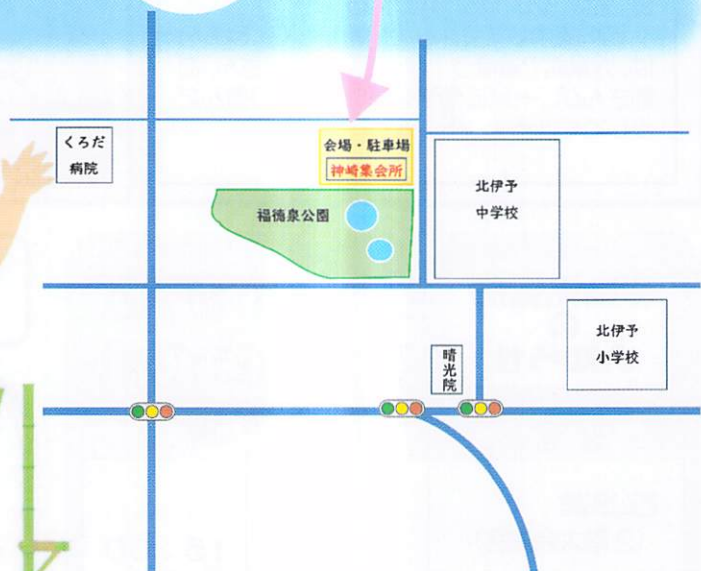 くろだ
病院
会場・駐車場
神崎集会所
福徳泉公園
北伊予
中学校
北伊予
小学校
晴光院